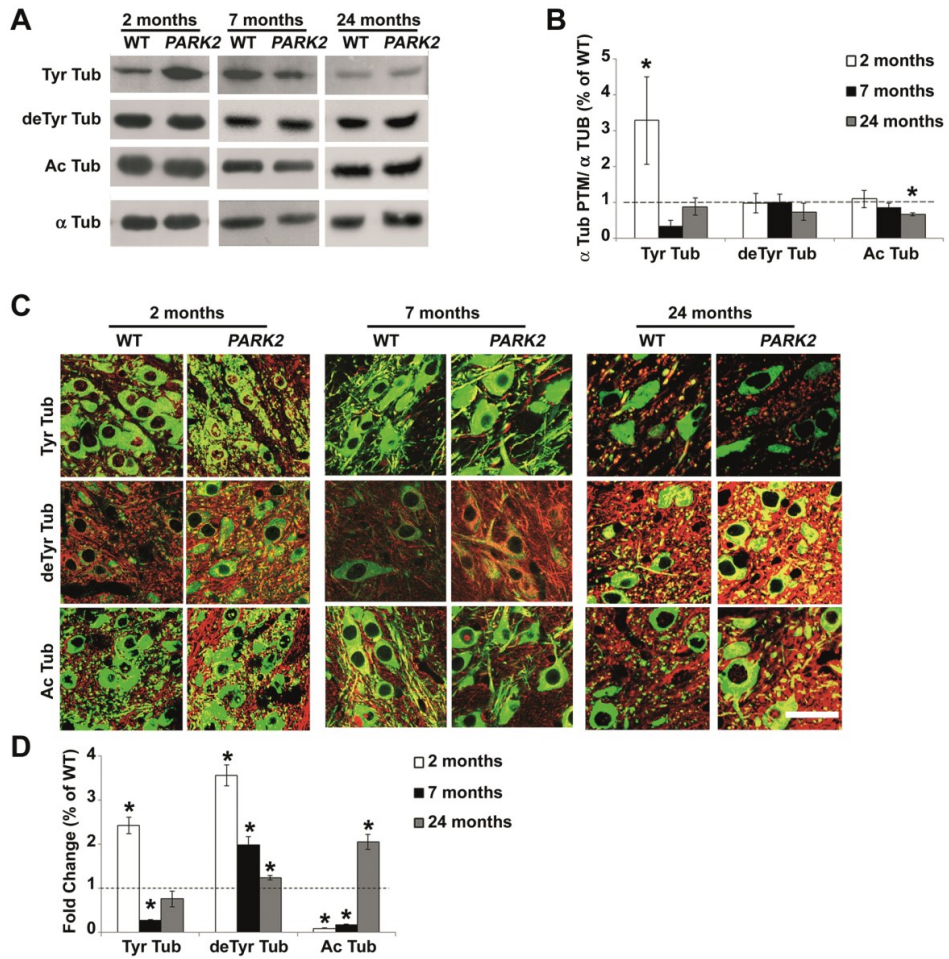 A
2 months 7 months 24 months
WT PARK2 WT PARK2 WT PARK2
Tyr Tub
deTyr Tub
Ac Tub
α Tub
B
α Tub PTM/ α TUB (% of WT)
5
4
3
2
1
0
*
*
2 months
7 months
24 months
Tyr Tub deTyr Tub Ac Tub
C
2 months 7 months 24 months
WT PARK2 WT PARK2 WT PARK2
Tyr Tub
deTyr Tub
Ac Tub
D
Fold Change (% of WT)
4
3
2
1
0
* * * * * * * *
2 months
7 months
24 months
Tyr Tub deTyr Tub Ac Tub